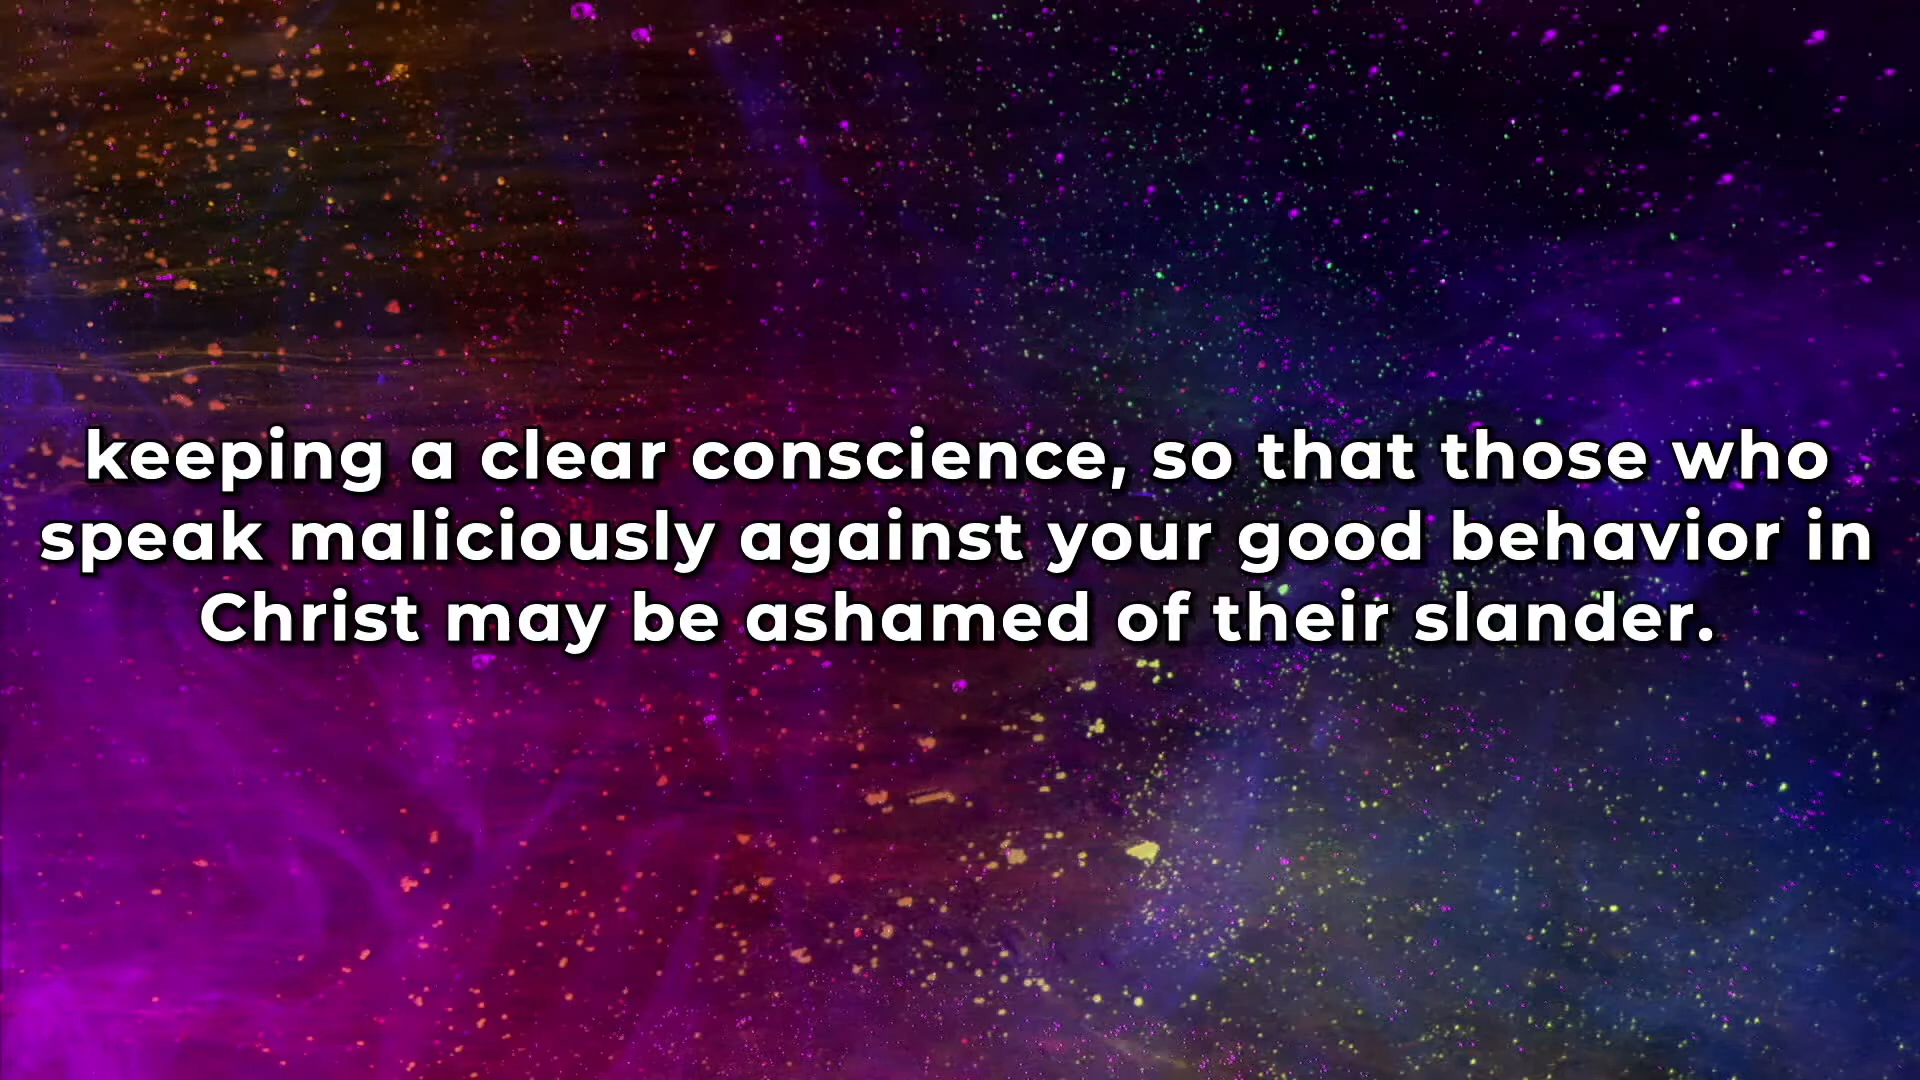 keeping a clear conscience, so that those who
speak maliciously against your good behavior in
Christ may be ashamed of their slander.